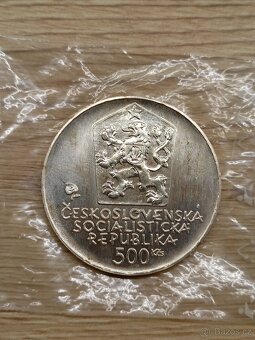 ČESKOSLOVENSKÁ
SOCIALISTICKÁ
REPUBLIKA
500 Kčs